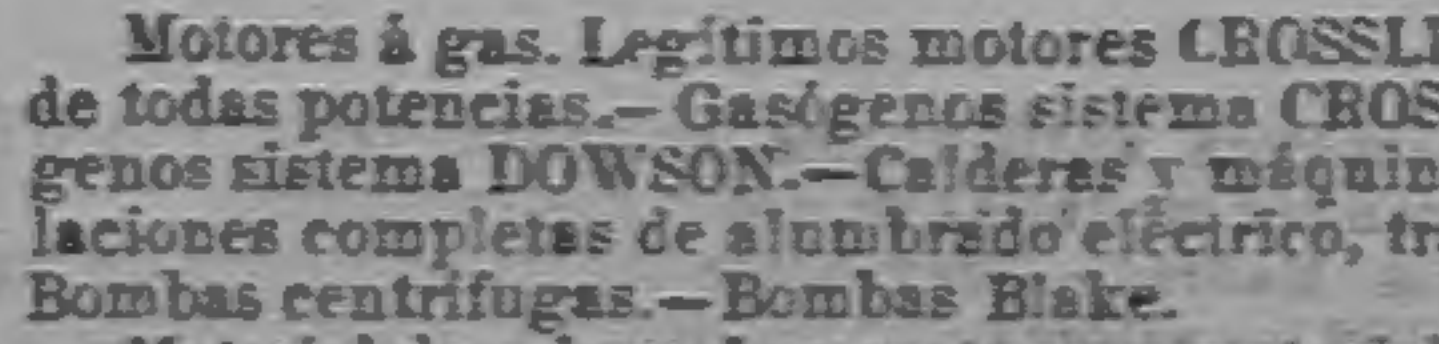 Motores á gas. Legítimos motores CROSSLE
de todas potencias.—Gasógenos sistema CROS
genos sistema DOWSON.—Calderas y máquin
laciones completas de alumbrado eléctrico, tr
Bombas centrífugas.—Bombas Blake.